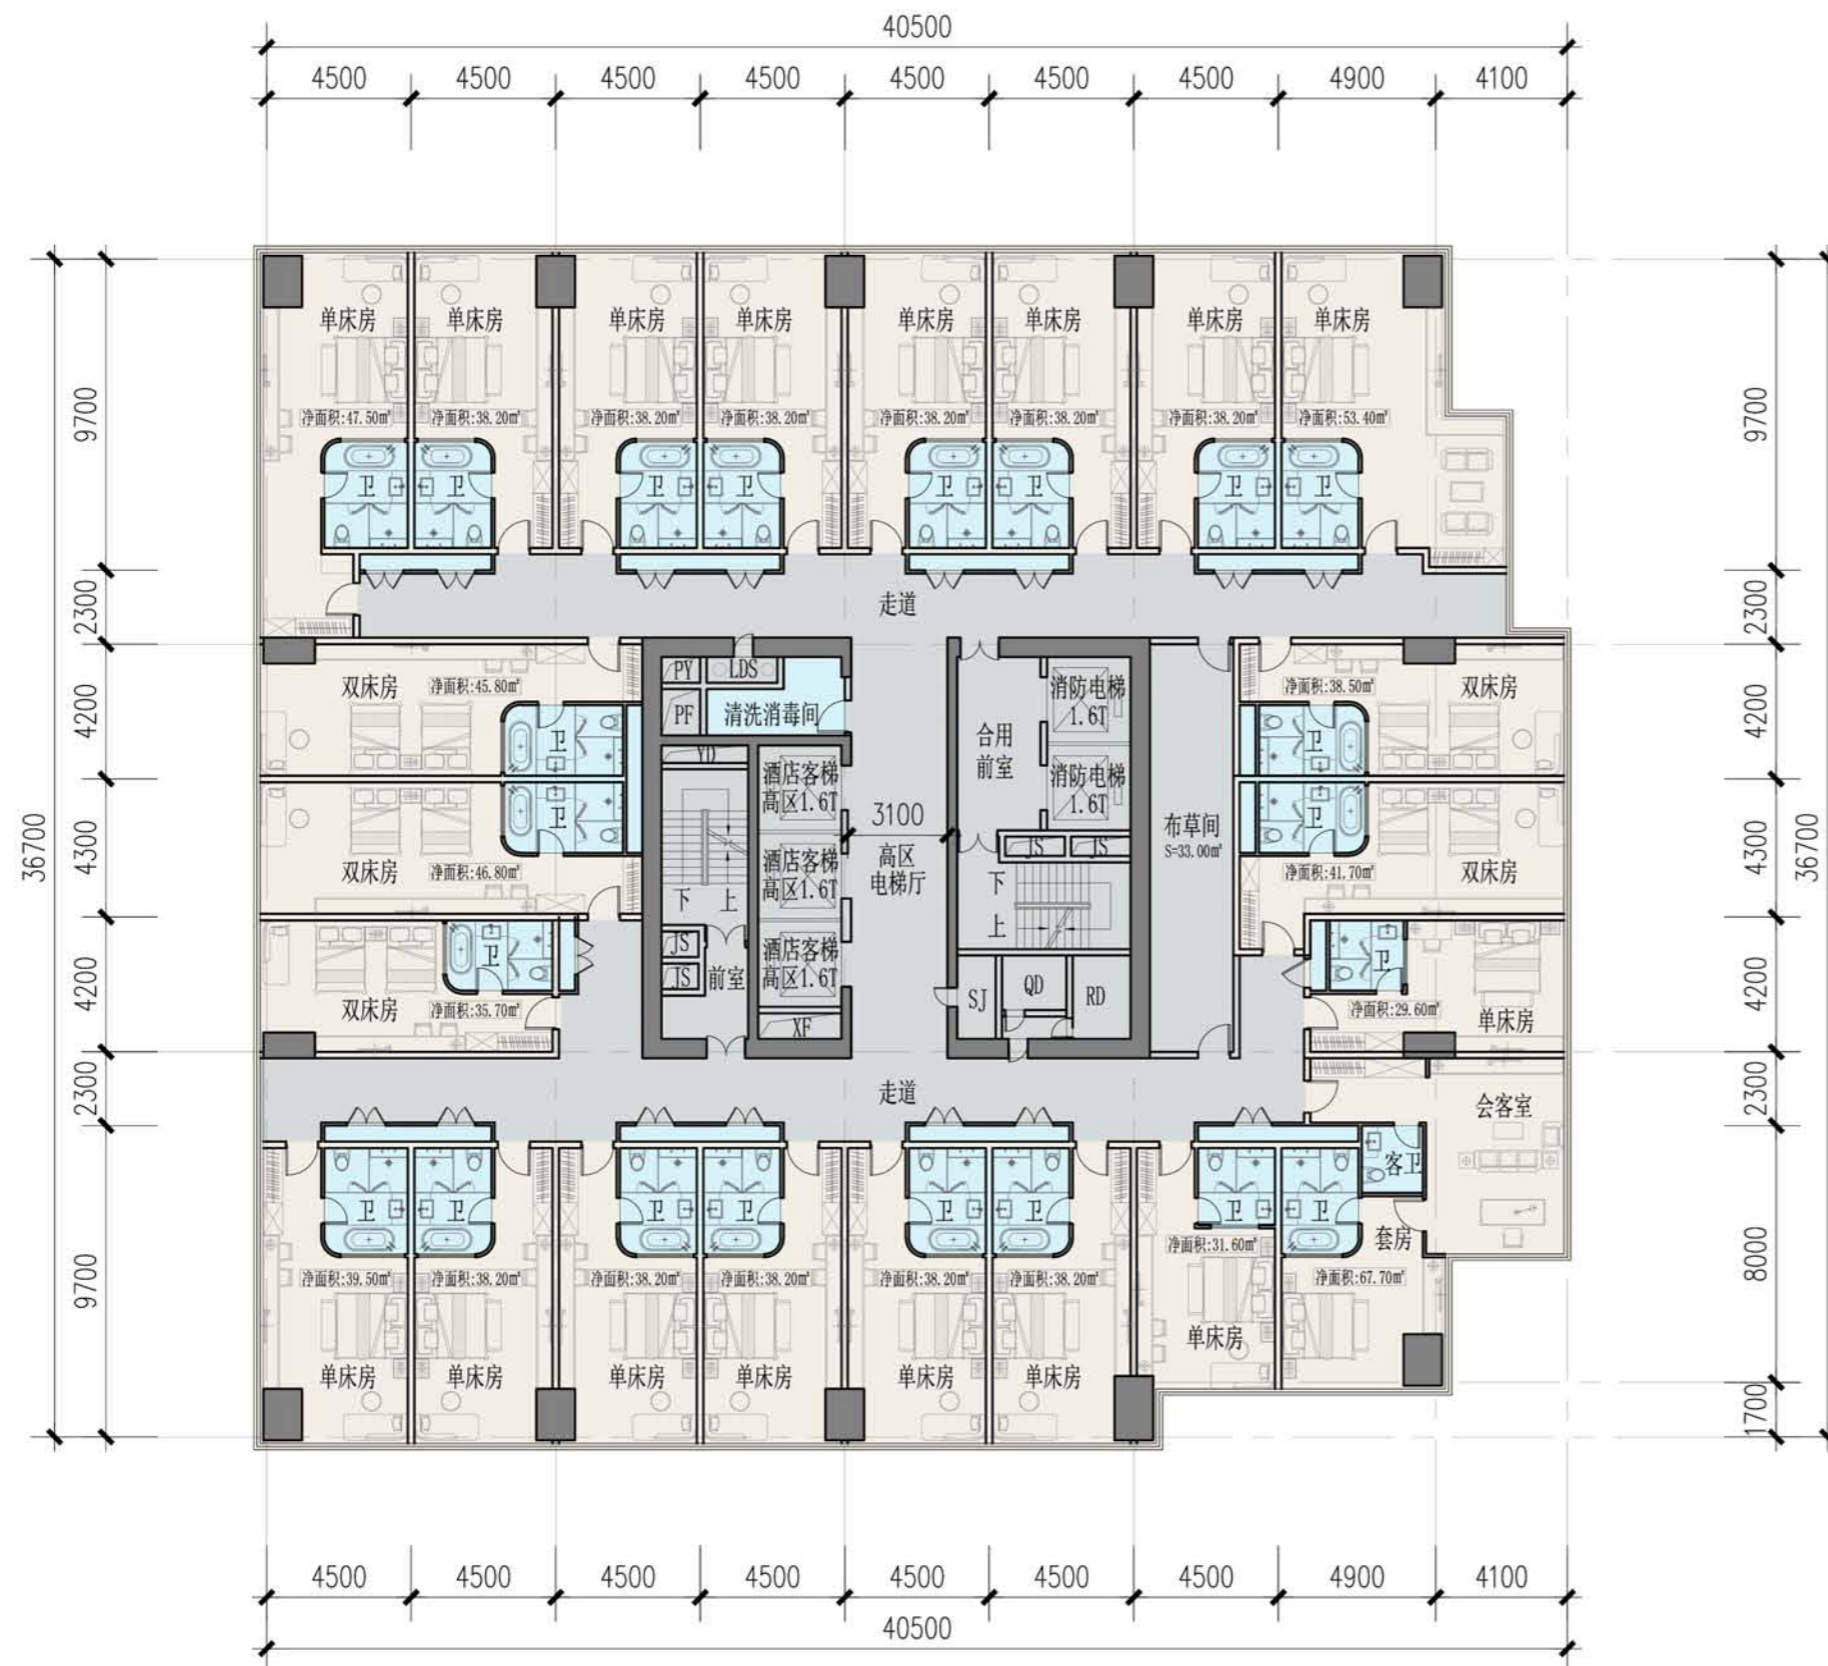 40500
4500 4500 4500 4500 4500 4500 4500 4900 4100
36700
9700
2300
4200
4300
4200
2300
9700
单床房 单床房 单床房 单床房 单床房 单床房 单床房 单床房
净面积:47.50㎡ 净面积:38.20㎡ 净面积:38.20㎡ 净面积:38.20㎡ 净面积:38.20㎡ 净面积:38.20㎡ 净面积:38.20㎡ 净面积:53.40㎡
卫 卫 卫 卫 卫 卫 卫 卫
走道
双床房 净面积:45.80㎡
卫
卫
双床房
净面积:46.80㎡
卫
双床房 净面积:35.70㎡
PY LDS
PF 清洗消毒间
YD
酒店客梯
高区1.6T
酒店客梯
高区1.6T
酒店客梯
高区1.6T
下 上
JS
JS
前室
XF
3100
高区
电梯厅
合用
前室
消防电梯
1.6T
消防电梯
1.6T
JS JS
下
上
SJ QD RD
布草间
S=33.00㎡
净面积:38.50㎡ 双床房
卫
卫
净面积:41.70㎡ 双床房
卫
净面积:29.60㎡ 单床房
走道
会客室
客卫
套房
卫 卫 卫 卫 卫 卫 卫 卫
净面积:39.50㎡ 净面积:38.20㎡ 净面积:38.20㎡ 净面积:38.20㎡ 净面积:38.20㎡ 净面积:38.20㎡ 净面积:31.60㎡ 净面积:67.70㎡
单床房 单床房 单床房 单床房 单床房 单床房 单床房
9700
2300
4200
4300
4200
2300
8000
1700
36700
4500 4500 4500 4500 4500 4500 4500 4900 4100
40500